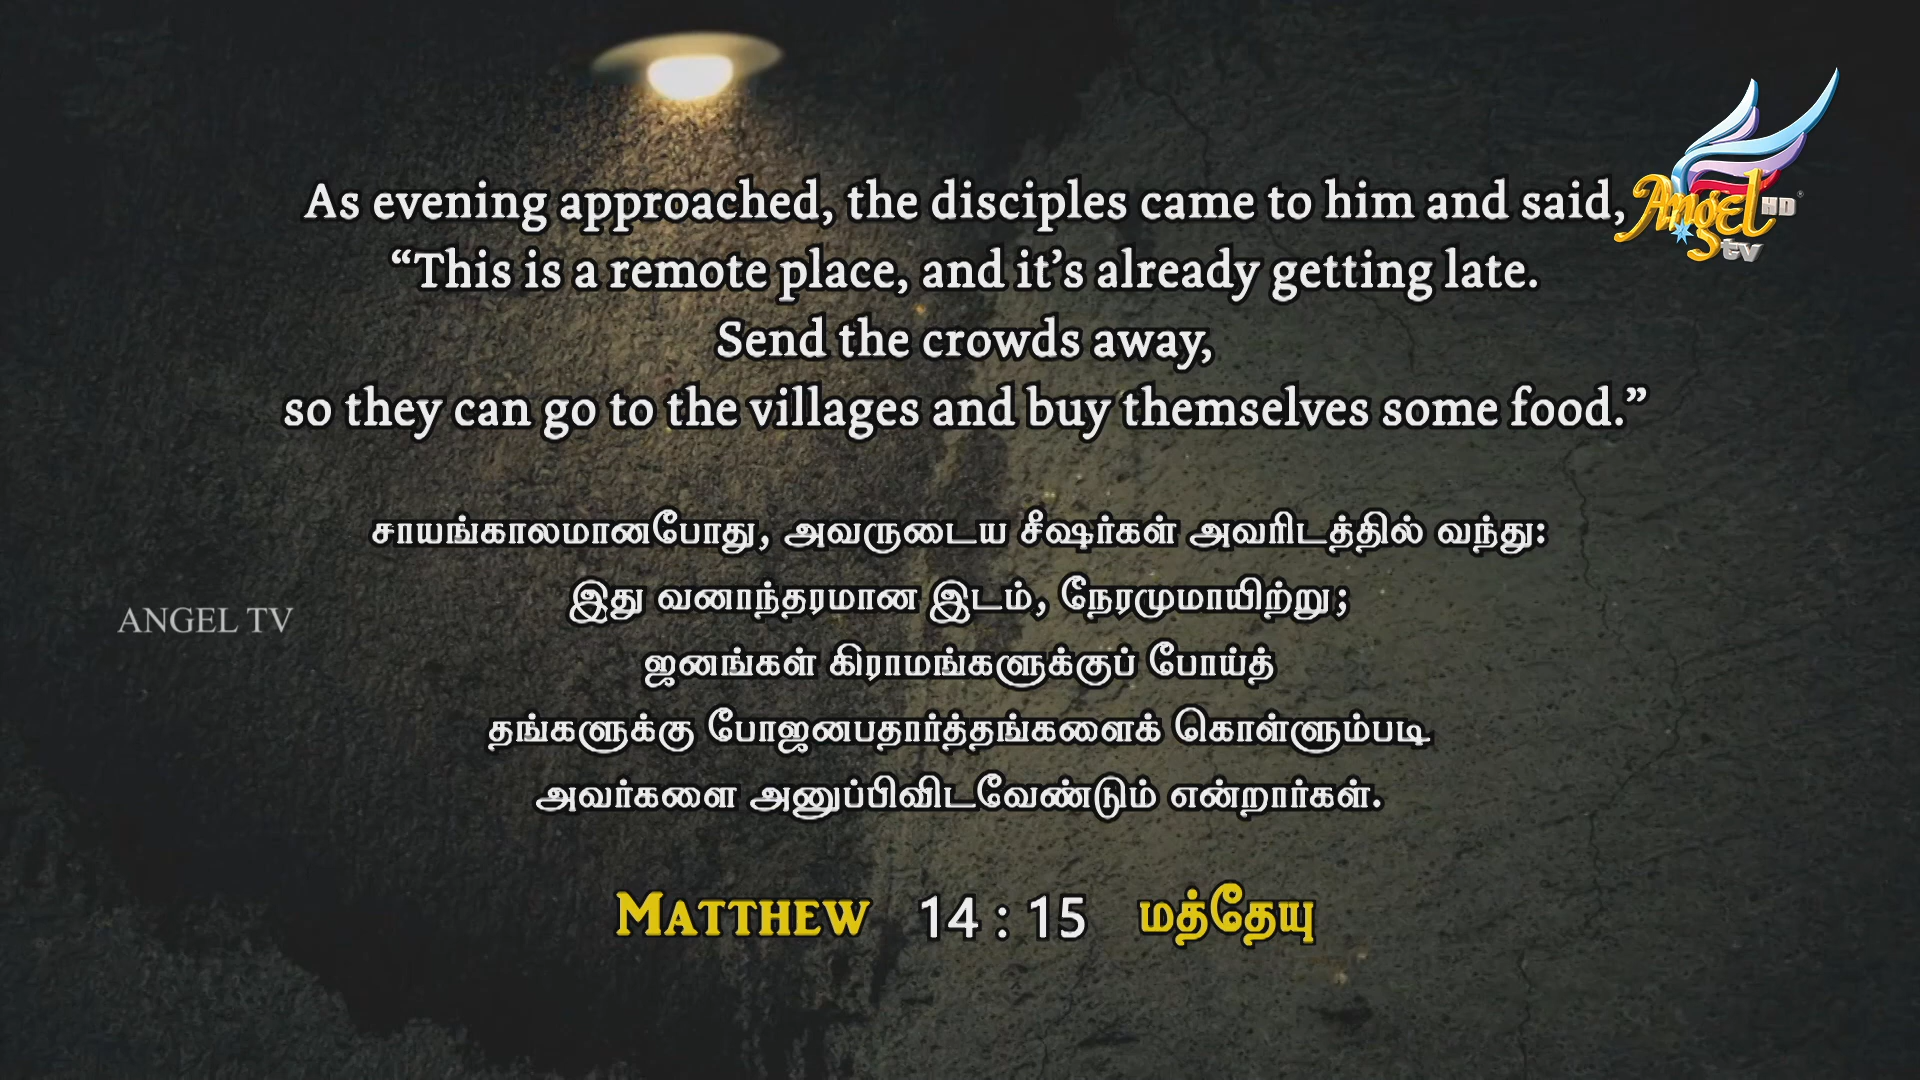 As evening approached, the disciples came to him and said,
“This is a remote place, and it’s already getting late.
Send the crowds away,
so they can go to the villages and buy themselves some food.”
Angel HD
tv
சாயங்காலமானபோது, அவருடைய சீஷர்கள் அவரிடத்தில் வந்து:
இது வனாந்தரமான இடம், நேரமுமாயிற்று;
ஜனங்கள் கிராமங்களுக்குப் போய்த்
தங்களுக்கு போஜனபதார்த்தங்களைக் கொள்ளும்படி
அவர்களை அனுப்பிவிடவேண்டும் என்றார்கள்.
ANGEL TV
MATTHEW 14 : 15 மத்தேயு